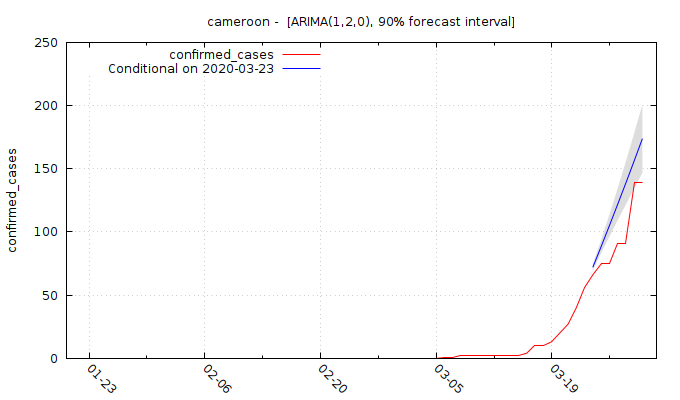 cameroon -  [ARIMA(1,2,0), 90% forecast interval]
confirmed_cases
Conditional on 2020-03-23
confirmed_cases
250
200
150
100
50
0
01-23
02-06
02-20
03-05
03-19